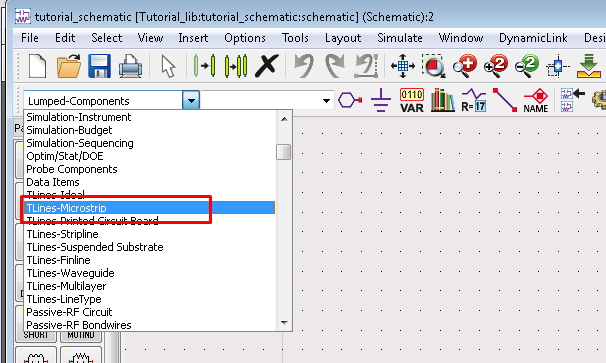 tutorial_schematic [Tutorial_lib:tutorial_schematic:schematic] (Schematic):2
File Edit Select View Insert Options Tools Layout Simulate Window DynamicLink Desi
Lumped-Components
0110
VAR
R=17
NAME
Simulation-Instrument
Simulation-Budget
Simulation-Sequencing
Optim/Stat/DOE
Probe Components
Data Items
TLines-Ideal
TLines-Microstrip
TLines-Printed Circuit Board
TLines-Stripline
TLines-Suspended Substrate
TLines-Finline
TLines-Waveguide
TLines-Multilayer
TLines-LineType
Passive-RF Circuit
Passive-RF Bondwires
SHORT MUTIND